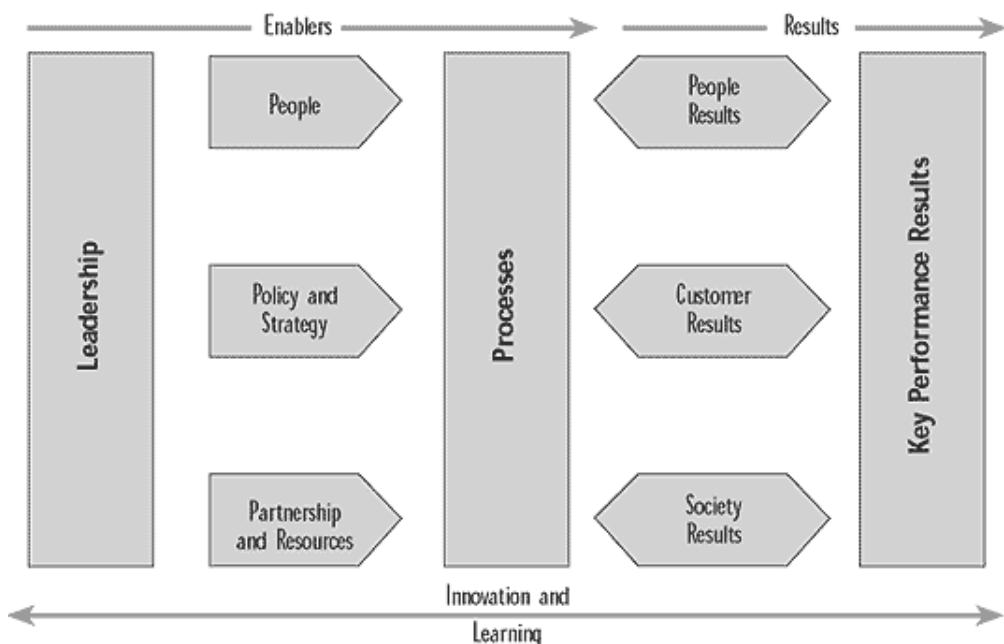 Enablers
Results
Leadership
People
Policy and
Strategy
Partnership
and Resources
Processes
People
Results
Customer
Results
Society
Results
Key Performance Results
Innovation and
Learning